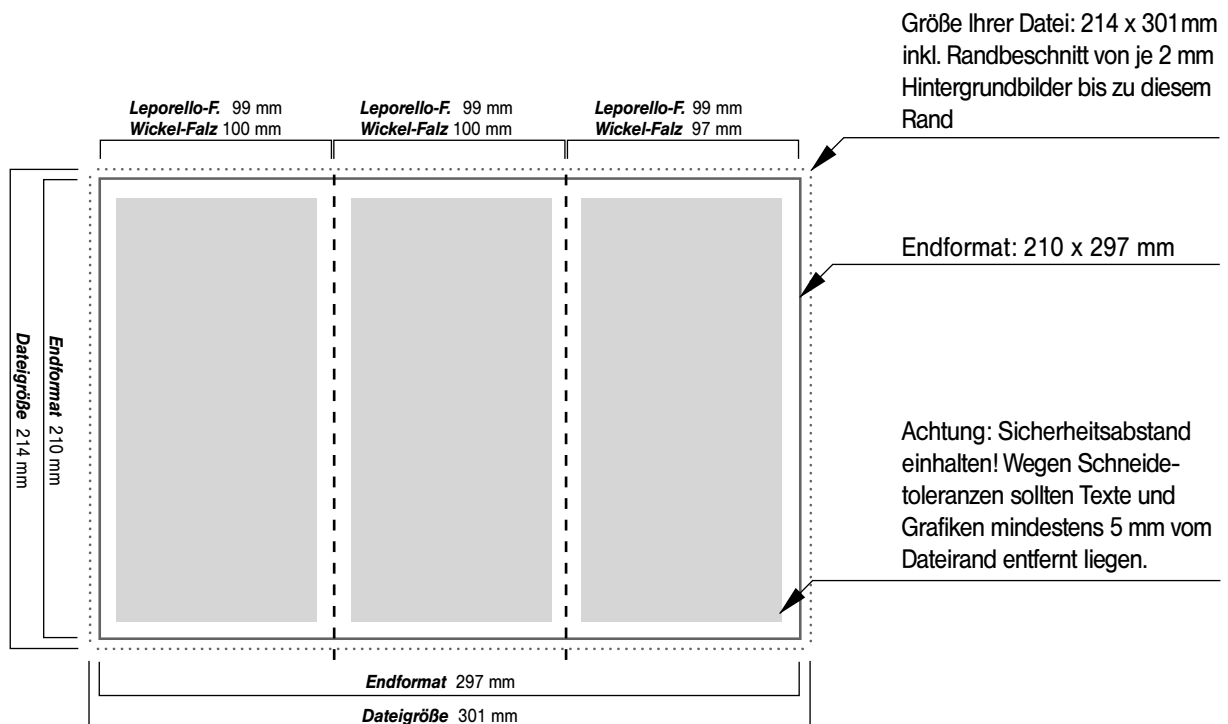 Größe Ihrer Datei: 214 x 301mm
inkl. Randbeschnitt von je 2 mm
Hintergrundbilder bis zu diesem
Rand
Leporello-F. 99 mm
Wickel-Falz 100 mm
Leporello-F. 99 mm
Wickel-Falz 100 mm
Leporello-F. 99 mm
Wickel-Falz 97 mm
Endformat: 210 x 297 mm
Dateigröße 214 mm
Endformat 210 mm
Achtung: Sicherheitsabstand
einhalten! Wegen Schneide-
toleranzen sollten Texte und
Grafiken mindestens 5 mm vom
Dateirand entfernt liegen.
Endformat 297 mm
Dateigröße 301 mm